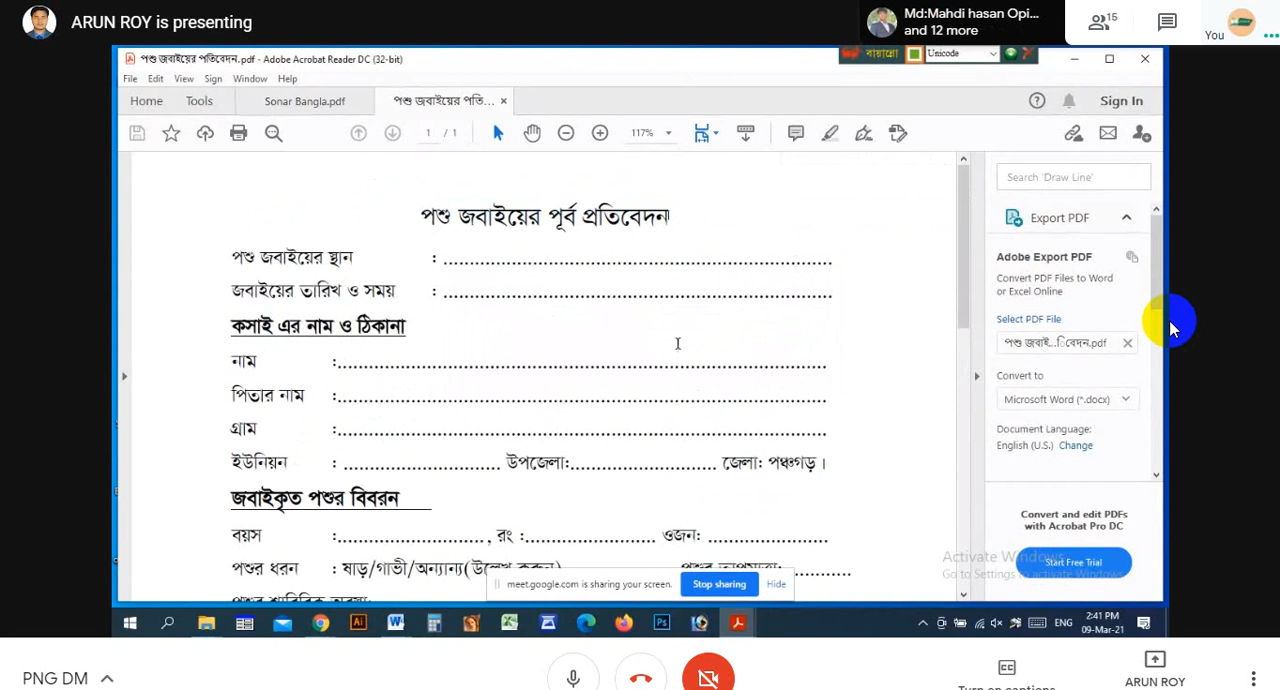 ARUN ROY is presenting
Md:Mahdi hasan Opi...
and 12 more
15
You
পশু জবাইয়ের পতিবেদন.pdf - Adobe Acrobat Reader DC (32-bit)
বায়ান্নো
Unicode
File Edit View Sign Window Help
Home Tools Sonar Bangla.pdf পশু জবাইয়ের পতি... × Sign In
1 / 1 117%
পশু জবাইয়ের পূর্ব প্রতিবেদন
পশু জবাইয়ের স্থান : ........................................................................
জবাইয়ের তারিখ ও সময় : ........................................................................
কসাই এর নাম ও ঠিকানা
নাম :..........................................................................................
পিতার নাম :..........................................................................................
গ্রাম :..........................................................................................
ইউনিয়ন : ............................. উপজেলা:........................... জেলা: পঞ্চগড়।
জবাইকৃত পশুর বিবরন
বয়স :..........................., রং :........................ ওজন: ......................
পশুর ধরন : ষাড়/গাভী/অন্যান্য(উল্লেখ করুন)
Search 'Draw Line'
Export PDF
Adobe Export PDF
Convert PDF Files to Word
or Excel Online
Select PDF File
পশু জবাই...িবেদন.pdf ×
Convert to
Microsoft Word (*.docx)
Document Language:
English (U.S.) Change
Convert and edit PDFs
with Acrobat Pro DC
Start Free Trial
Activate Windows
Go to Settings to activate Windows.
meet.google.com is sharing your screen. Stop sharing Hide
ENG
2:41 PM
09-Mar-21
PNG DM
Turn on captions
ARUN ROY